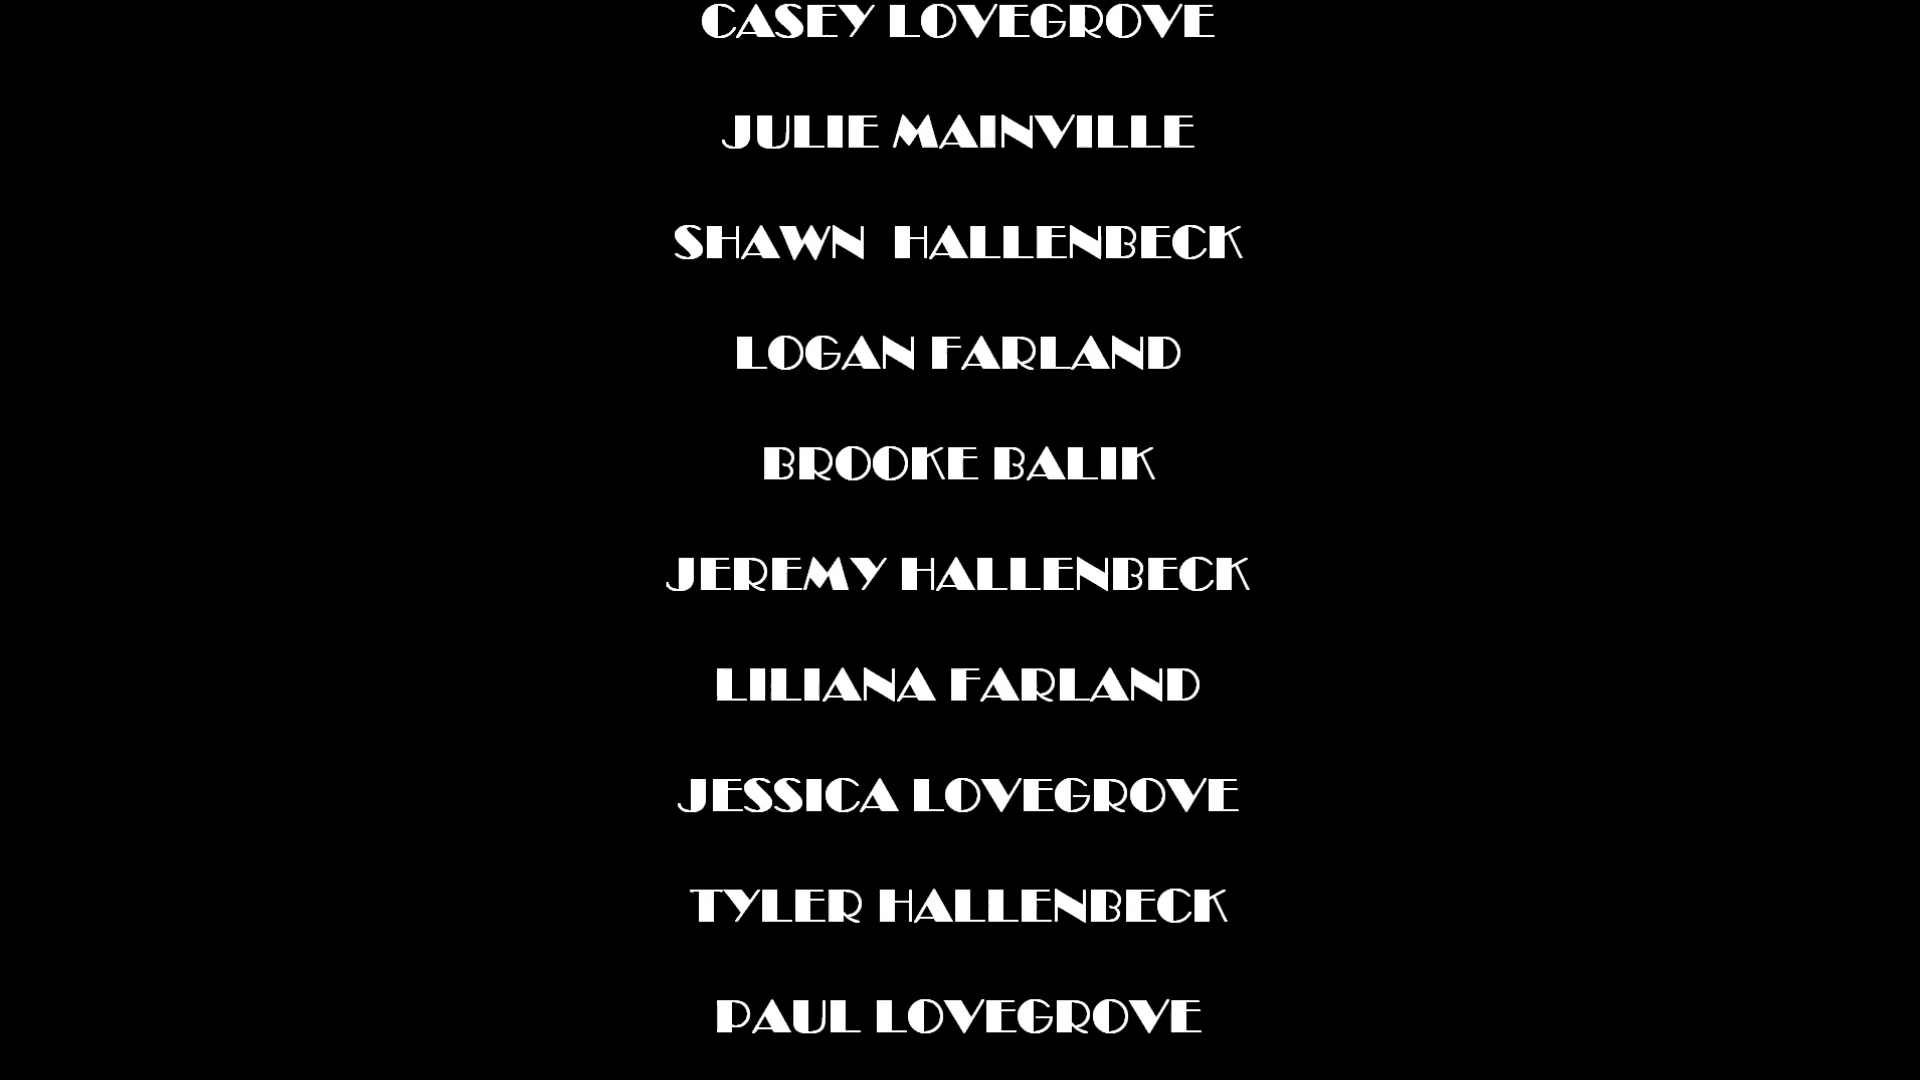 CASEY LOVEGROVE
JULIE MAINVILLE
SHAWN  HALLENBECK
LOGAN FARLAND
BROOKE BALIK
JEREMY HALLENBECK
LILIANA FARLAND
JESSICA LOVEGROVE
TYLER HALLENBECK
PAUL LOVEGROVE